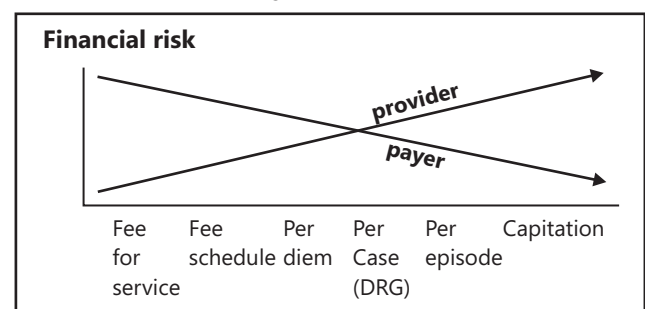 Financial risk
provider
payer
Fee for service
Fee schedule
Per diem
Per Case (DRG)
Per episode
Capitation